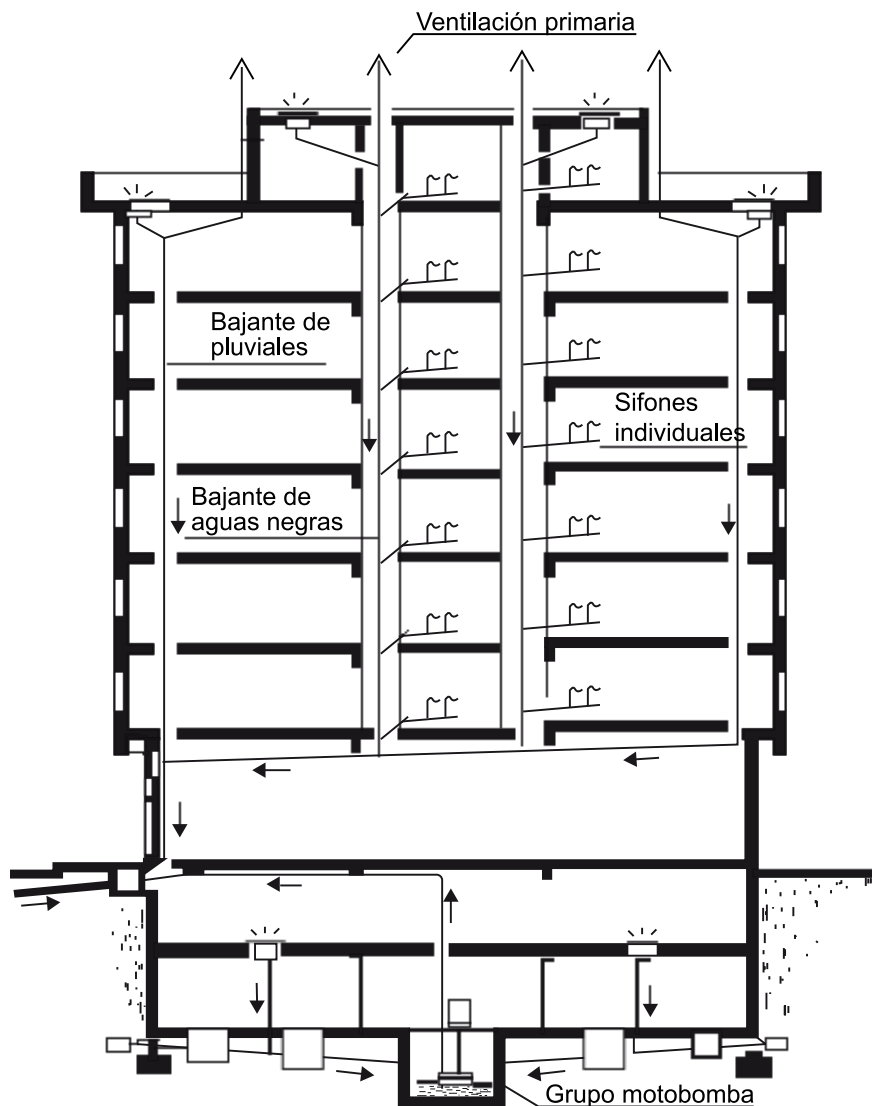 Ventilación primaria
Bajante de
pluviales
Sifones
individuales
Bajante de
aguas negras
Grupo motobomba